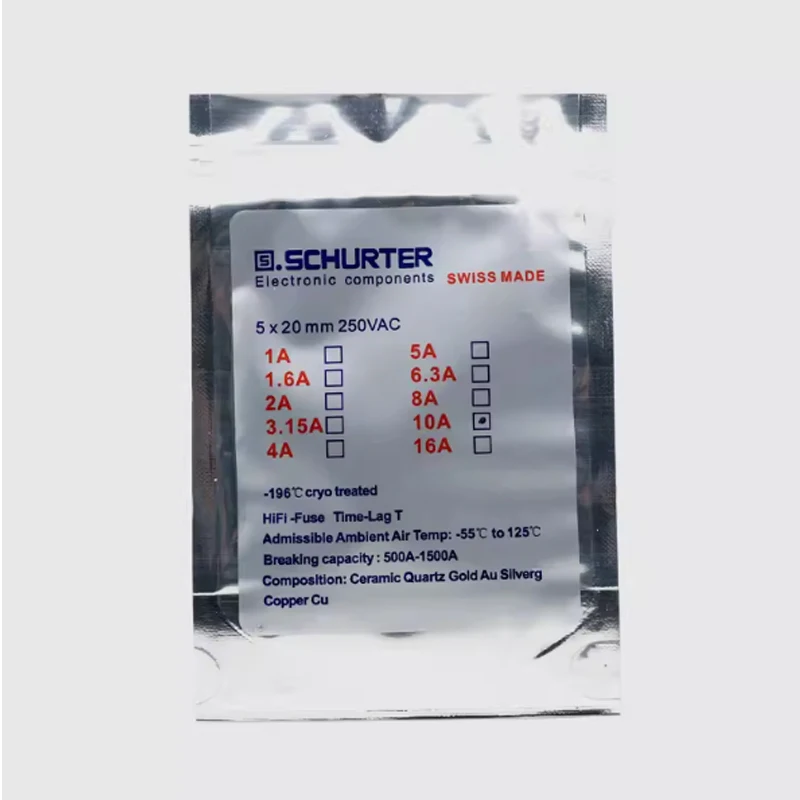 S.SCHURTER
Electronic components SWISS MADE
5 x 20 mm 250VAC
1A 5A
1.6A 6.3A
2A 8A
3.15A 10A
4A 16A
-196℃ cryo treated
HiFi -Fuse Time-Lag T
Admissible Ambient Air Temp: -55℃ to 125℃
Breaking capacity : 500A-1500A
Composition: Ceramic Quartz Gold Au Silverg
Copper Cu